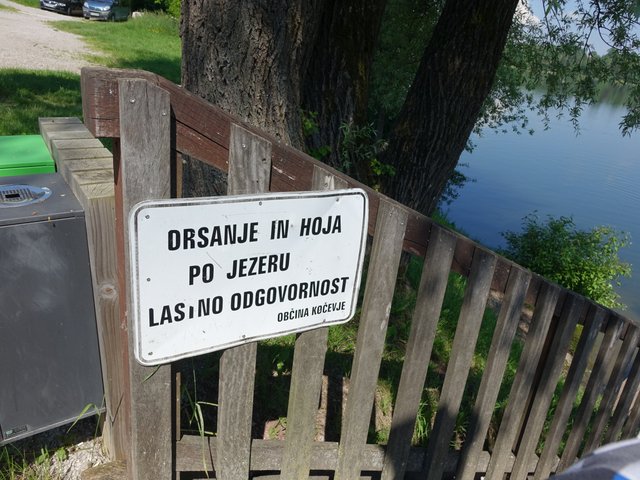 DRSANJE IN HOJA
PO JEZERU
LASTNO ODGOVORNOST
OBČINA KOČEVJE